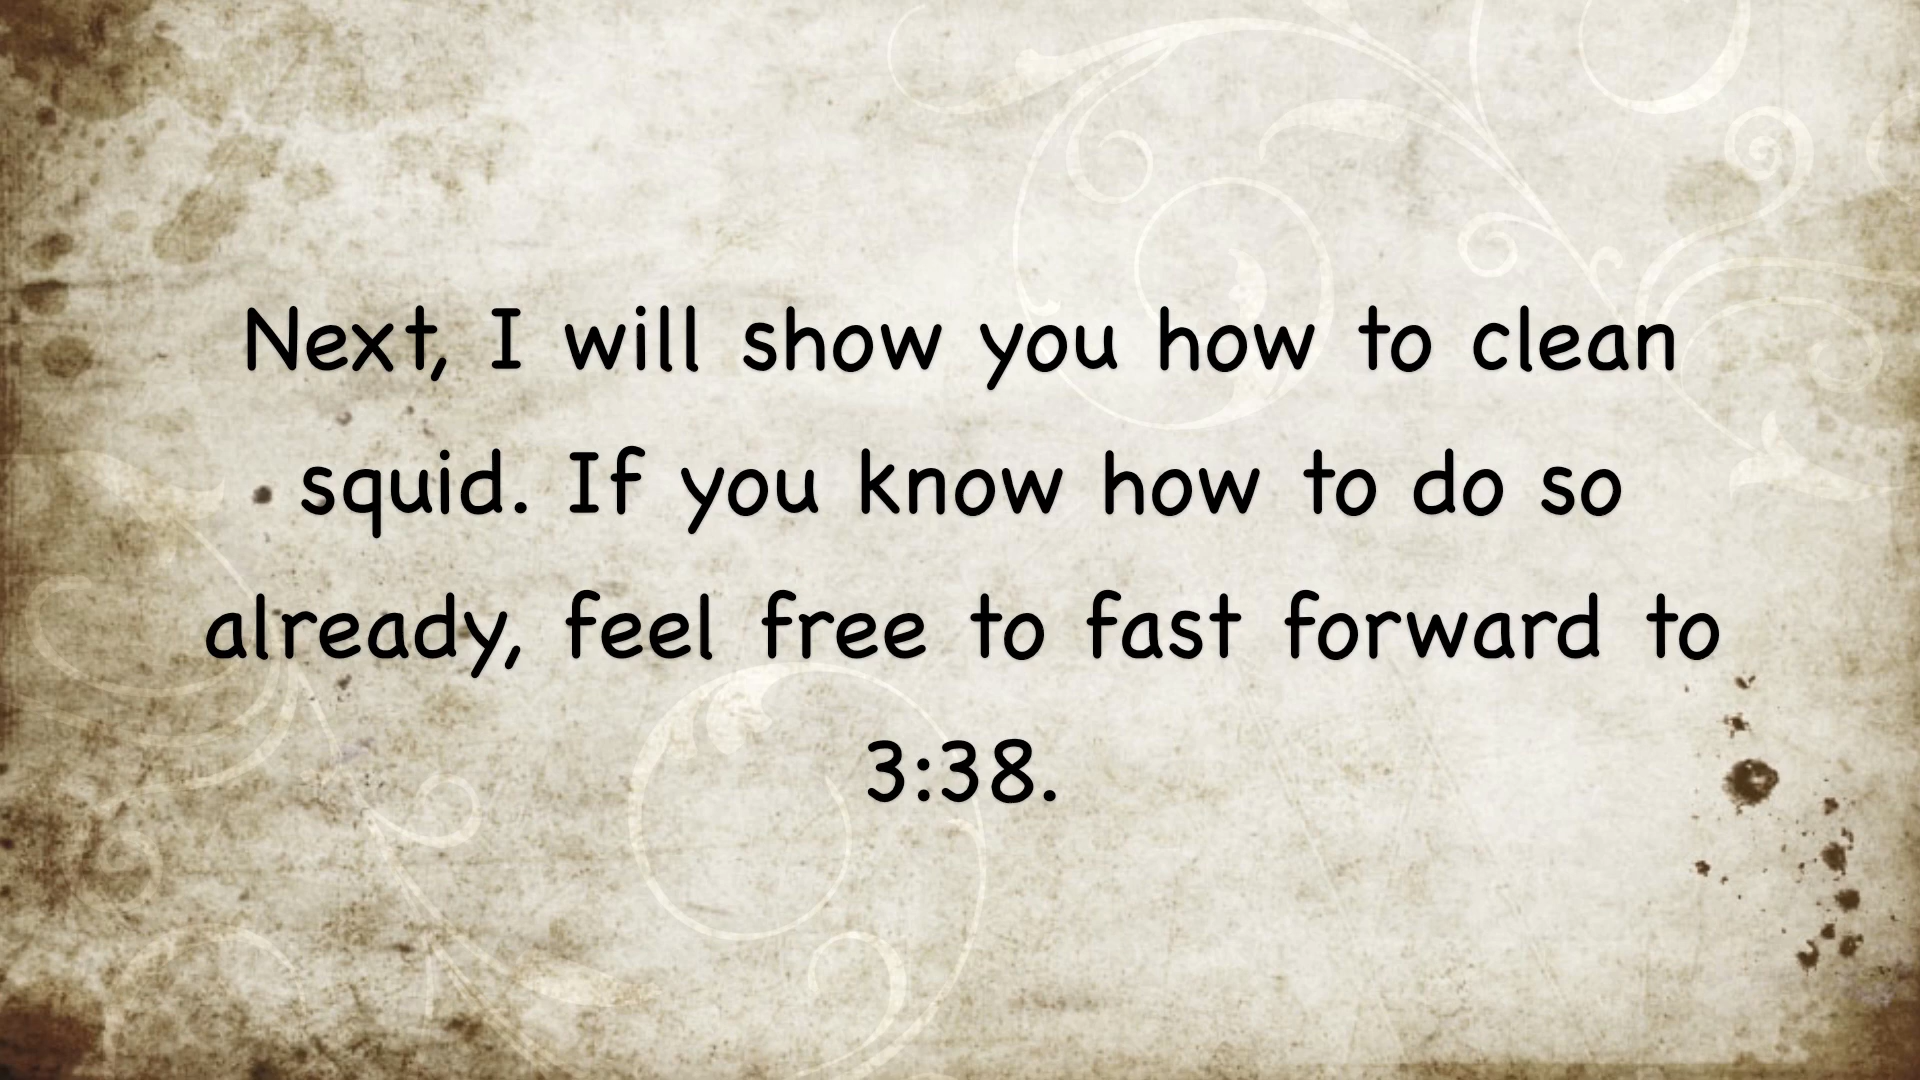 Next, I will show you how to clean
squid. If you know how to do so
already, feel free to fast forward to
3:38.